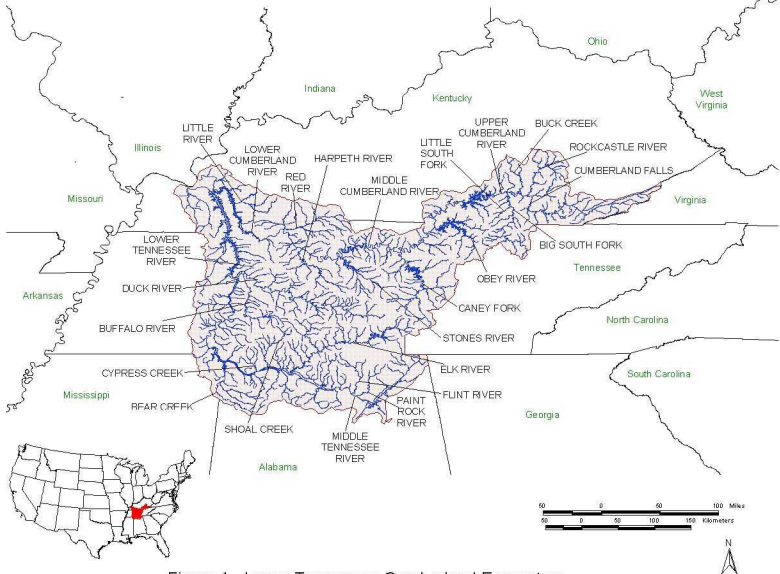 Ohio
Indiana
West
Virginia
Kentucky
Illinois
LITTLE
RIVER
LOWER
CUMBERLAND
RIVER
RED
RIVER
HARPETH RIVER
MIDDLE
CUMBERLAND RIVER
LITTLE
SOUTH
FORK
UPPER
CUMBERLAND
RIVER
BUCK CREEK
ROCKCASTLE RIVER
CUMBERLAND FALLS
Missouri
Virginia
LOWER
TENNESSEE
RIVER
BIG SOUTH FORK
OBEY RIVER
Tennessee
DUCK RIVER
Arkansas
CANEY FORK
North Carolina
BUFFALO RIVER
STONES RIVER
CYPRESS CREEK
ELK RIVER
South Carolina
Mississippi
BEAR CREEK
FLINT RIVER
PAINT
ROCK
RIVER
Georgia
SHOAL CREEK
MIDDLE
TENNESSEE
RIVER
Alabama
50 0 50 100 Miles
50 0 50 100 150 Kilometers
N